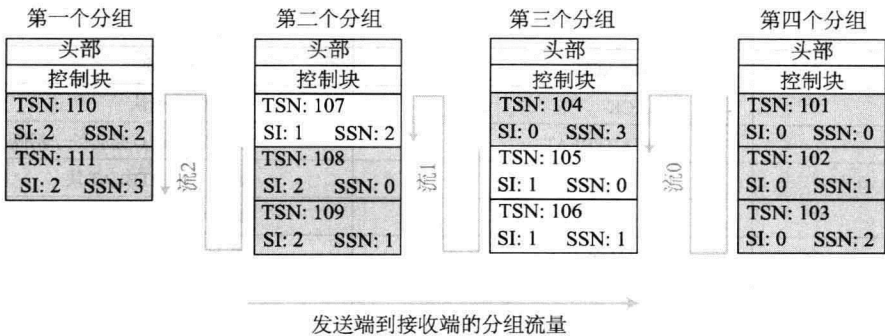 第一个分组
头部
控制块
TSN: 110
SI: 2 SSN: 2
TSN: 111
SI: 2 SSN: 3
流2
第二个分组
头部
控制块
TSN: 107
SI: 1 SSN: 2
TSN: 108
SI: 2 SSN: 0
TSN: 109
SI: 2 SSN: 1
流1
第三个分组
头部
控制块
TSN: 104
SI: 0 SSN: 3
TSN: 105
SI: 1 SSN: 0
TSN: 106
SI: 1 SSN: 1
流0
第四个分组
头部
控制块
TSN: 101
SI: 0 SSN: 0
TSN: 102
SI: 0 SSN: 1
TSN: 103
SI: 0 SSN: 2
发送端到接收端的分组流量